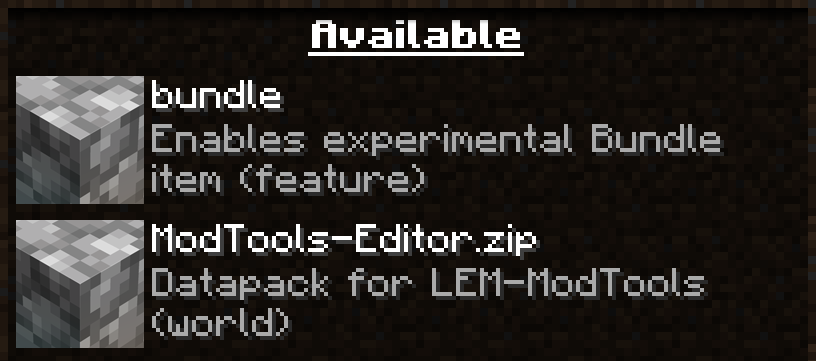 Available
bundle
Enables experimental Bundle
item (feature)
ModTools-Editor.zip
Datapack for LEM-ModTools
(world)